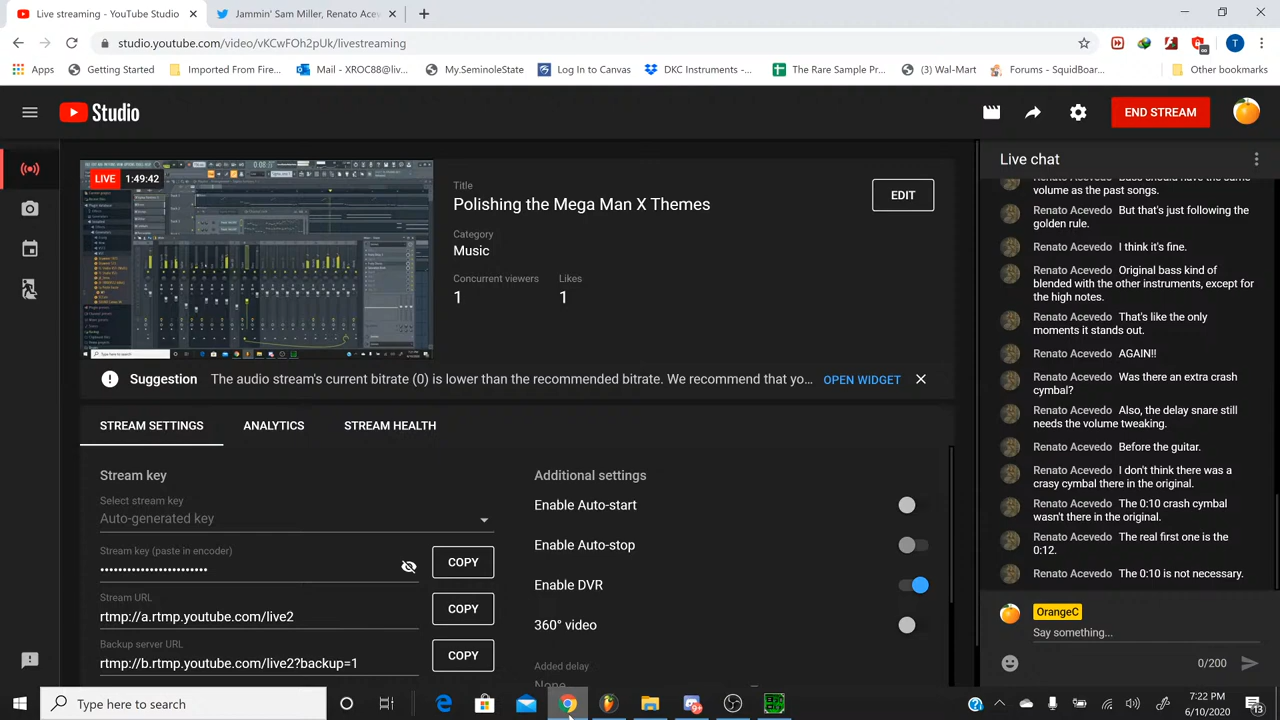 Live streaming - YouTube Studio
Jammin' Sam Miller, Renato Acev
studio.youtube.com/video/vKCwFOh2pUk/livestreaming
Apps
Getting Started
Imported From Fire...
Mail - XROC88@liv...
My.SeminoleState
Log In to Canvas
DKC Instruments -...
The Rare Sample Pr...
(3) Wal-Mart
Forums - SquidBoa...
Other bookmarks
Studio
END STREAM
LIVE 1:49:42
Title
Polishing the Mega Man X Themes
EDIT
Category
Music
Concurrent viewers
Likes
1
1
Suggestion
The audio stream's current bitrate (0) is lower than the recommended bitrate. We recommend that yo...
OPEN WIDGET
STREAM SETTINGS
ANALYTICS
STREAM HEALTH
Stream key
Select stream key
Auto-generated key
Stream key (paste in encoder)
••••••••••••••••••••••••
COPY
Stream URL
rtmp://a.rtmp.youtube.com/live2
COPY
Backup server URL
rtmp://b.rtmp.youtube.com/live2?backup=1
COPY
Additional settings
Enable Auto-start
Enable Auto-stop
Enable DVR
360° video
Added delay
None
Live chat
Bass should have the same
volume as the past songs.
Renato Acevedo But that's just following the
golden rule.
Renato Acevedo I think it's fine.
Renato Acevedo Original bass kind of
blended with the other instruments, except for
the high notes.
Renato Acevedo That's like the only
moments it stands out.
Renato Acevedo AGAIN!!
Renato Acevedo Was there an extra crash
cymbal?
Renato Acevedo Also, the delay snare still
needs the volume tweaking.
Renato Acevedo Before the guitar.
Renato Acevedo I don't think there was a
crasy cymbal there in the original.
Renato Acevedo The 0:10 crash cymbal
wasn't there in the original.
Renato Acevedo The real first one is the
0:12.
Renato Acevedo The 0:10 is not necessary.
OrangeC
Say something...
0/200
Type here to search
7:22 PM
6/10/2020
13